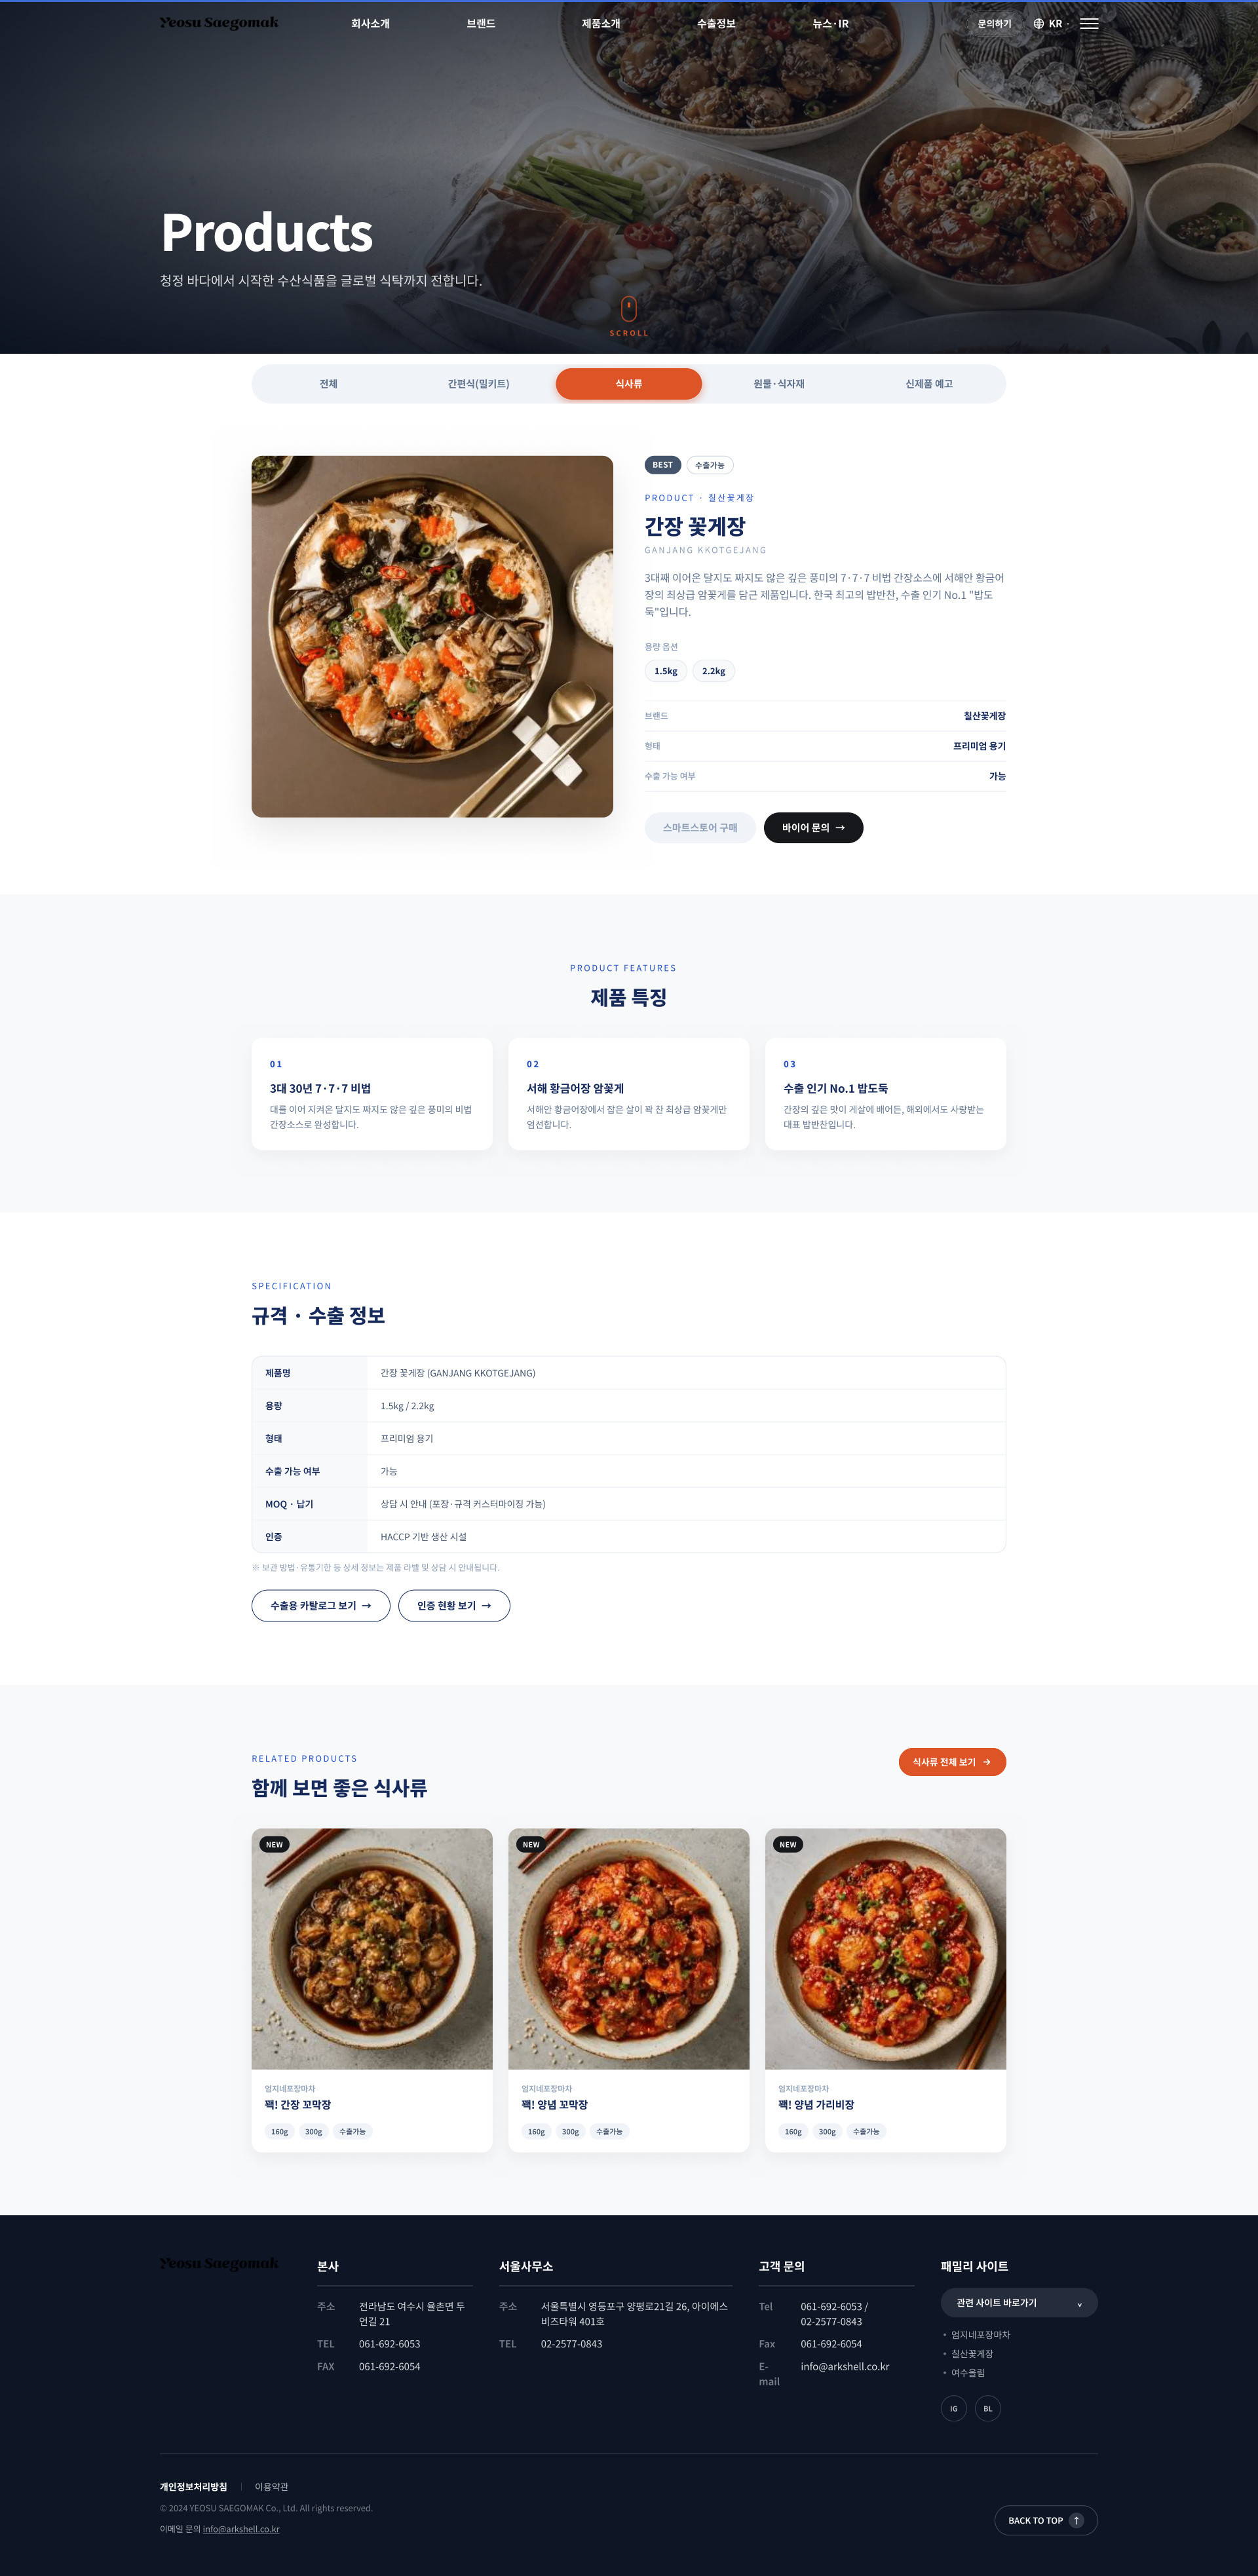 Yeosu Saegomak
회사소개
브랜드
제품소개
수출정보
뉴스·IR
문의하기
KR
Products
청정 바다에서 시작한 수산식품을 글로벌 식탁까지 전합니다.
SCROLL
전체
간편식(밀키트)
식사류
원물·식자재
신제품 예고
BEST
수출가능
PRODUCT · 칠산꽃게장
간장 꽃게장
GANJANG KKOTGEJANG
3대째 이어온 달지도 짜지도 않은 깊은 풍미의 7·7·7 비법 간장소스에 서해안 황금어
장의 최상급 암꽃게를 담근 제품입니다. 한국 최고의 밥반찬, 수출 인기 No.1 "밥도
둑"입니다.
용량 옵션
1.5kg
2.2kg
브랜드
칠산꽃게장
형태
프리미엄 용기
수출 가능 여부
가능
스마트스토어 구매
바이어 문의 →
PRODUCT FEATURES
제품 특징
01
3대 30년 7·7·7 비법
대를 이어 지켜온 달지도 짜지도 않은 깊은 풍미의 비법
간장소스로 완성합니다.
02
서해 황금어장 암꽃게
서해안 황금어장에서 잡은 살이 꽉 찬 최상급 암꽃게만
엄선합니다.
03
수출 인기 No.1 밥도둑
간장의 깊은 맛이 게살에 배어든, 해외에서도 사랑받는
대표 밥반찬입니다.
SPECIFICATION
규격 · 수출 정보
제품명
간장 꽃게장 (GANJANG KKOTGEJANG)
용량
1.5kg / 2.2kg
형태
프리미엄 용기
수출 가능 여부
가능
MOQ · 납기
상담 시 안내 (포장·규격 커스터마이징 가능)
인증
HACCP 기반 생산 시설
※ 보관 방법·유통기한 등 상세 정보는 제품 라벨 및 상담 시 안내됩니다.
수출용 카탈로그 보기 →
인증 현황 보기 →
RELATED PRODUCTS
함께 보면 좋은 식사류
식사류 전체 보기 →
NEW
엄지네포장마차
꽥! 간장 꼬막장
160g
300g
수출가능
NEW
엄지네포장마차
꽥! 양념 꼬막장
160g
300g
수출가능
NEW
엄지네포장마차
꽥! 양념 가리비장
160g
300g
수출가능
Yeosu Saegomak
본사
주소
전라남도 여수시 율촌면 두
언길 21
TEL
061-692-6053
FAX
061-692-6054
서울사무소
주소
서울특별시 영등포구 양평로21길 26, 아이에스
비즈타워 401호
TEL
02-2577-0843
고객 문의
Tel
061-692-6053 /
02-2577-0843
Fax
061-692-6054
E-
mail
info@arkshell.co.kr
패밀리 사이트
관련 사이트 바로가기
엄지네포장마차
칠산꽃게장
여수울림
IG
BL
개인정보처리방침
이용약관
© 2024 YEOSU SAEGOMAK Co., Ltd. All rights reserved.
이메일 문의 info@arkshell.co.kr
BACK TO TOP ↑